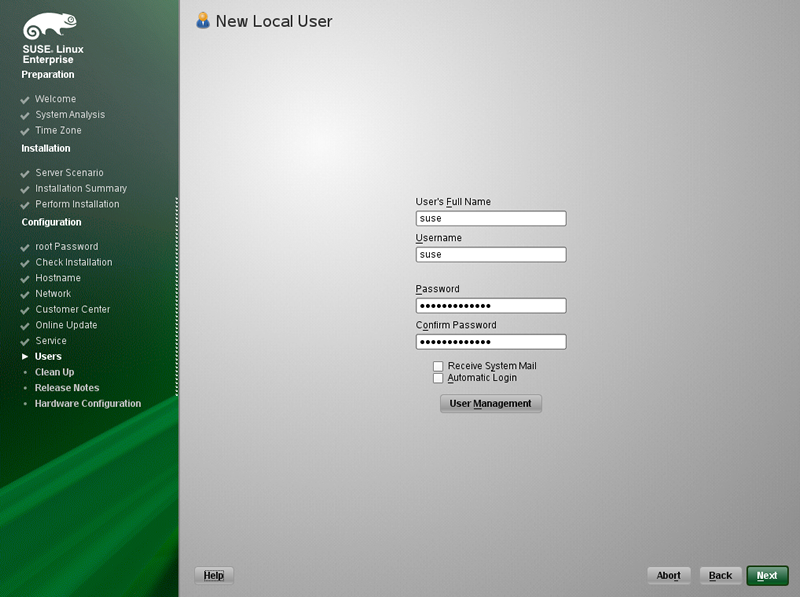 SUSE® Linux
Enterprise
Preparation
Welcome
System Analysis
Time Zone
Installation
Server Scenario
Installation Summary
Perform Installation
Configuration
root Password
Check Installation
Hostname
Network
Customer Center
Online Update
Service
Users
Clean Up
Release Notes
Hardware Configuration
New Local User
User's Full Name
suse
Username
suse
Password
•••••••••••••
Confirm Password
•••••••••••••
Receive System Mail
Automatic Login
User Management
Help
Abort
Back
Next